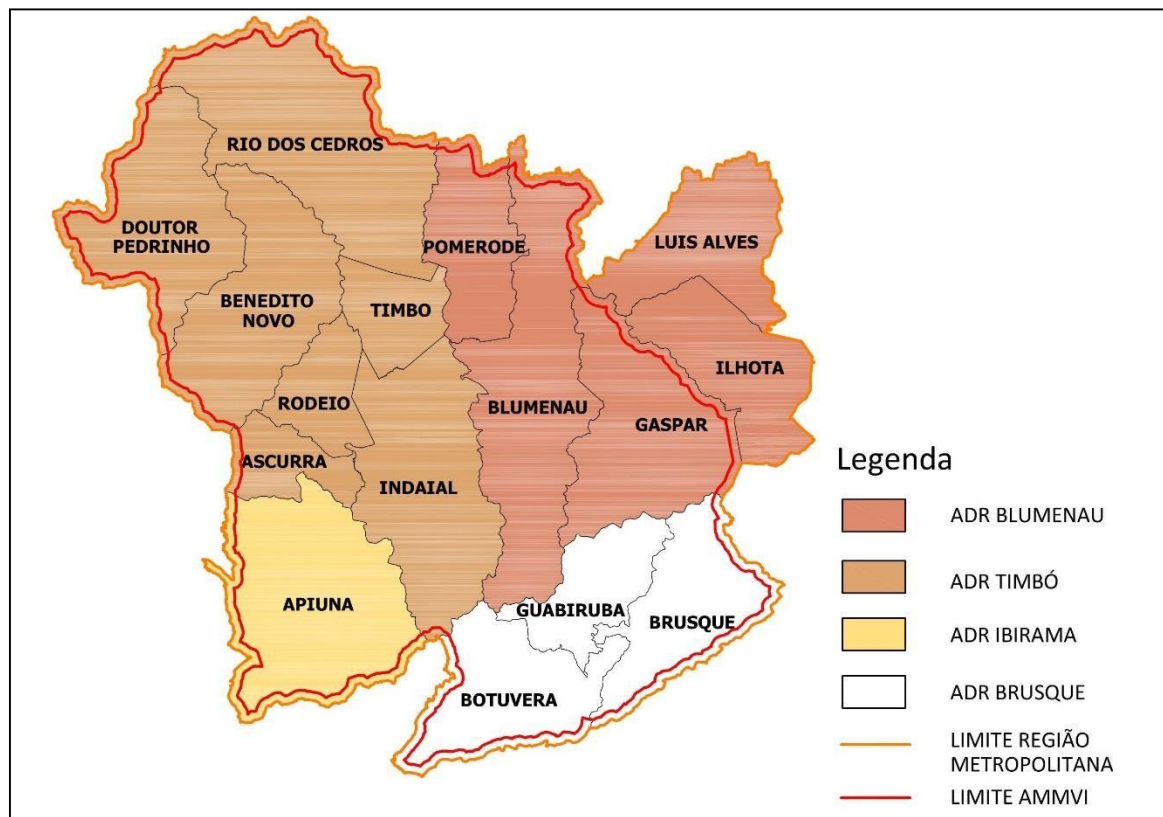 RIO DOS CEDROS
DOUTOR
PEDRINHO
POMERODE
LUIS ALVES
BENEDITO
NOVO
TIMBO
ILHOTA
RODEIO
BLUMENAU
GASPAR
ASCURRA
INDAIAL
APIUNA
GUABIRUBA
BRUSQUE
BOTUVERA
Legenda
ADR BLUMENAU
ADR TIMBÓ
ADR IBIRAMA
ADR BRUSQUE
LIMITE REGIÃO
METROPOLITANA
LIMITE AMMVI